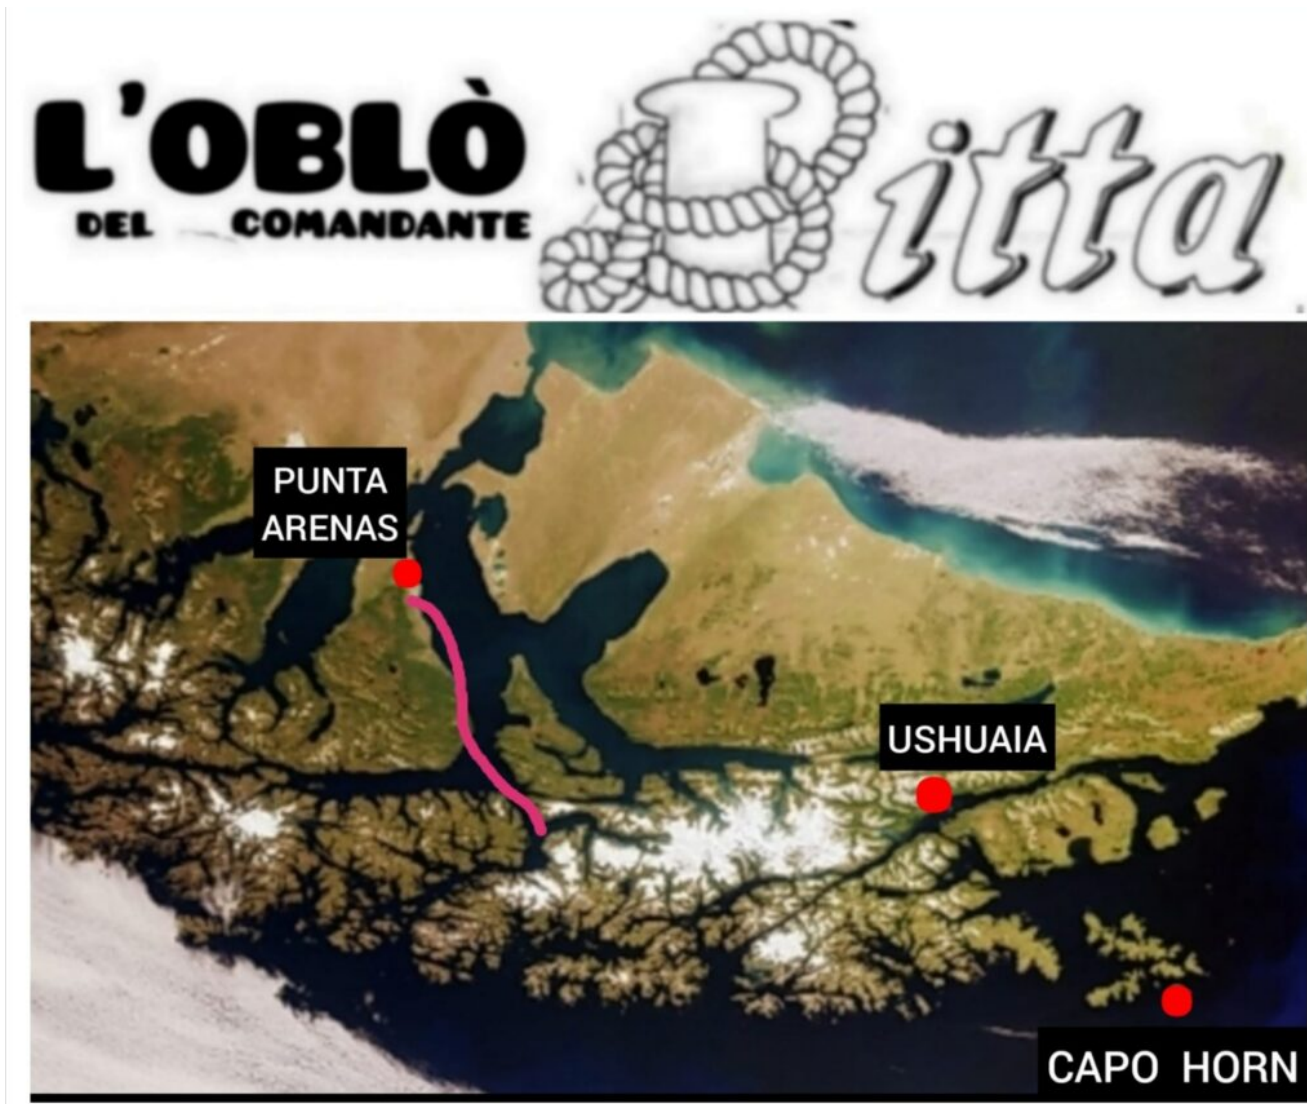 L'OBLÒ
DEL COMANDANTE
Bitta
PUNTA
ARENAS
USHUAIA
CAPO HORN